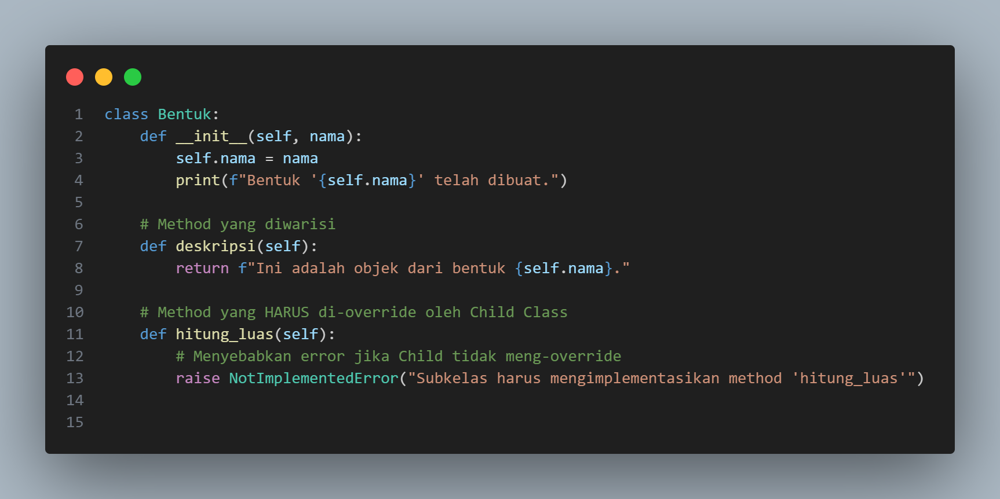 1 class Bentuk:
2     def __init__(self, nama):
3         self.nama = nama
4         print(f"Bentuk '{self.nama}' telah dibuat.")
5
6     # Method yang diwarisi
7     def deskripsi(self):
8         return f"Ini adalah objek dari bentuk {self.nama}."
9
10     # Method yang HARUS di-override oleh Child Class
11     def hitung_luas(self):
12         # Menyebabkan error jika Child tidak meng-override
13         raise NotImplementedError("Subkelas harus mengimplementasikan method 'hitung_luas'")
14
15